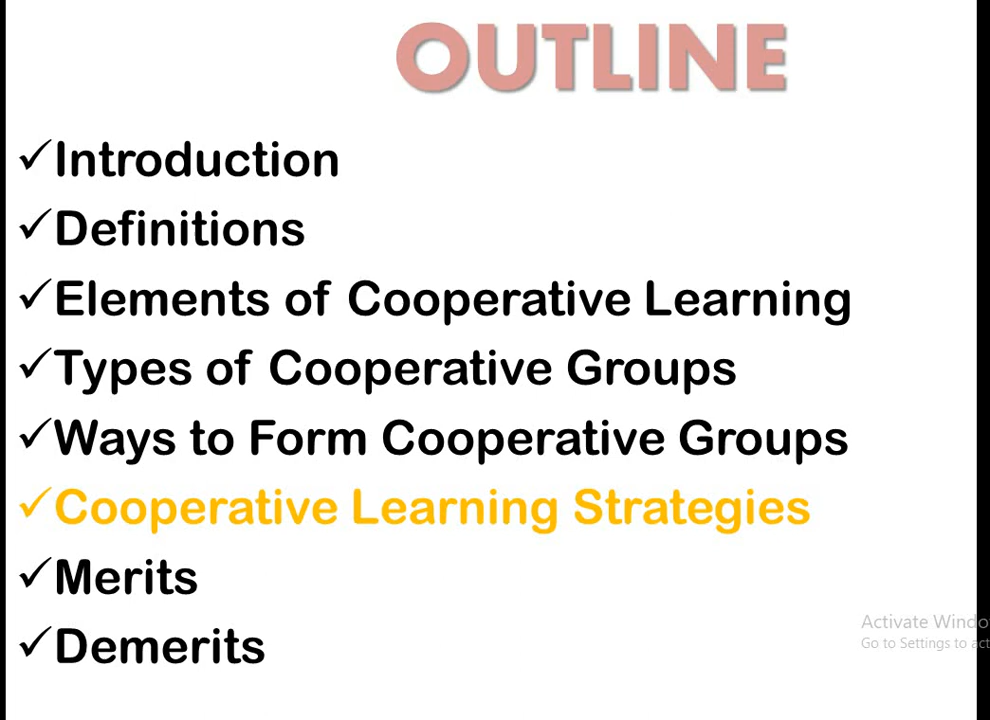 OUTLINE
✓Introduction
✓Definitions
✓Elements of Cooperative Learning
✓Types of Cooperative Groups
✓Ways to Form Cooperative Groups
✓Cooperative Learning Strategies
✓Merits
✓Demerits
Activate Windo
Go to Settings to act